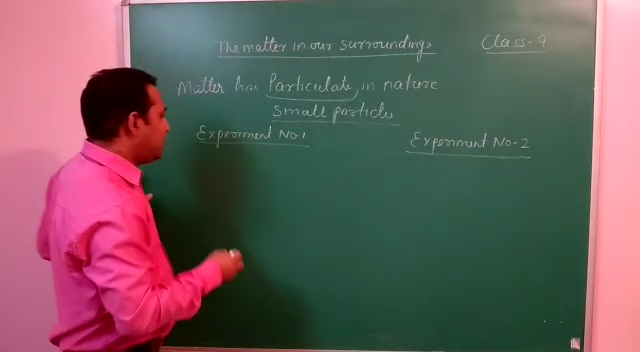 The matter in our surroundings Class-9
Matter has Particulate in nature
Small particle
Experiment No.1 Experiment No-2